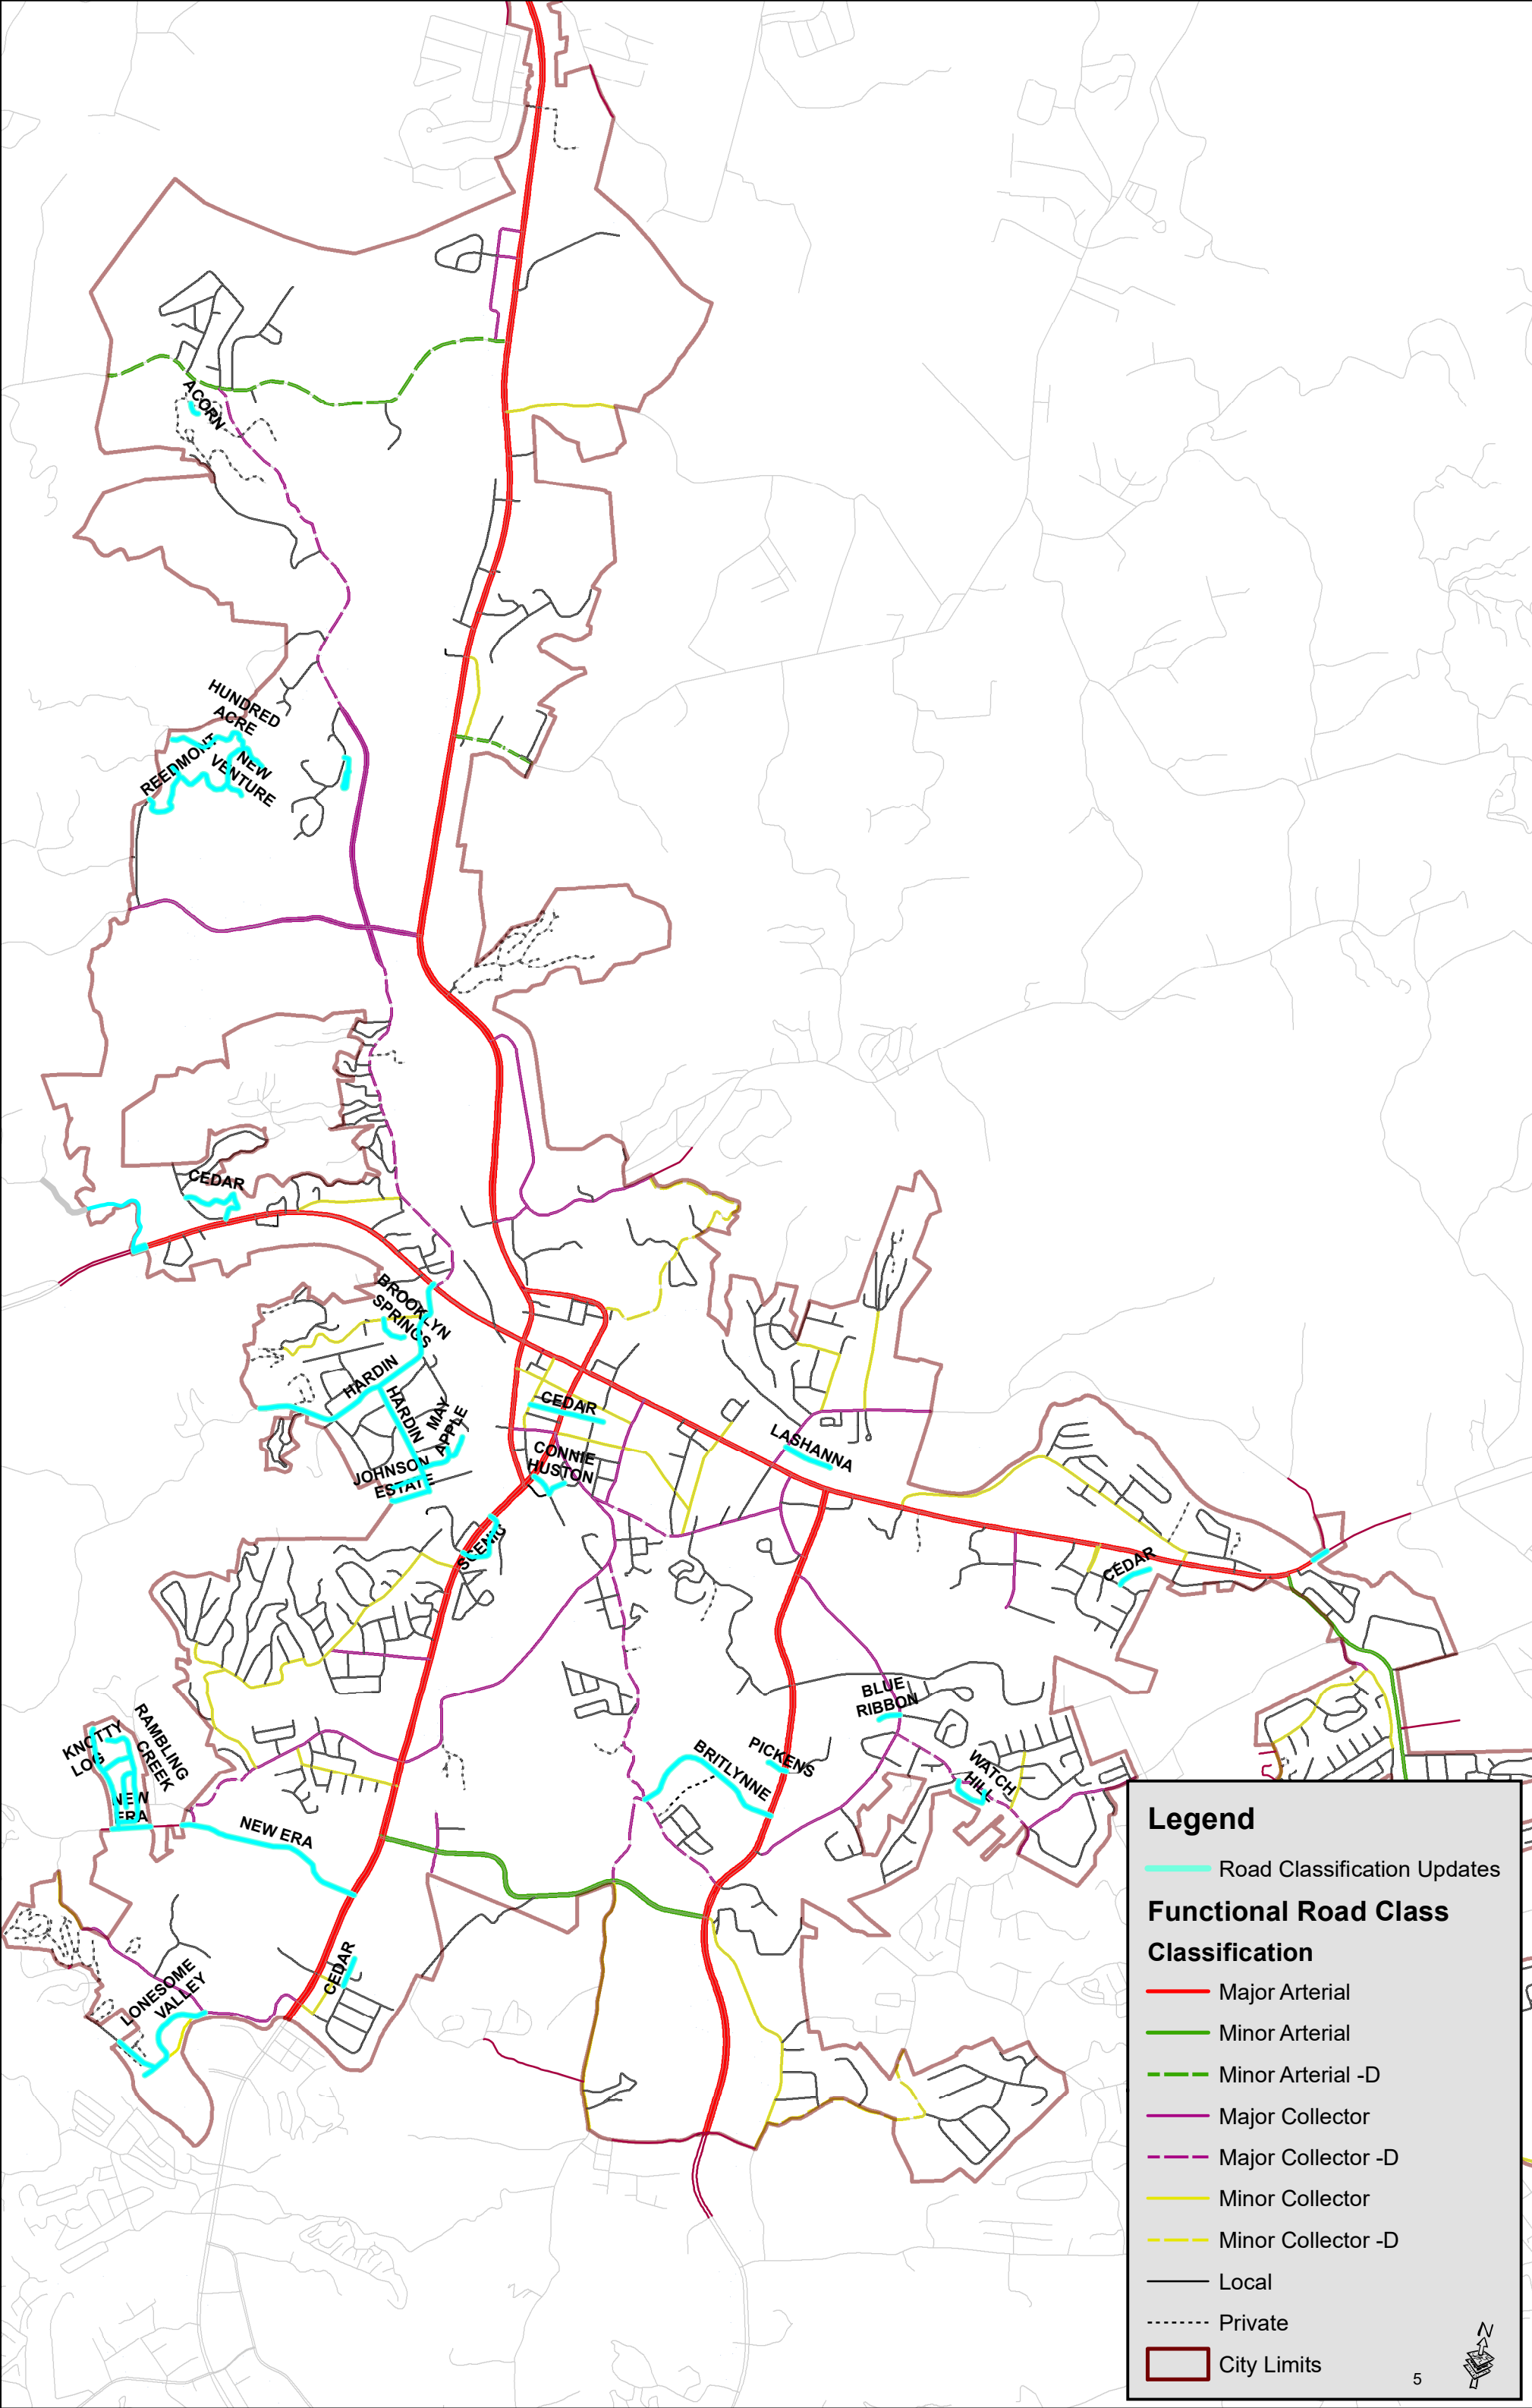 ACORN
HUNDRED
ACRE
REEDMONT
NEW
VENTURE
CEDAR
BROOKLYN
SPRINGS
HARDIN
HARDIN
MAY
APPLE
JOHNSON
ESTATE
CEDAR
CONNIE
HUSTON
LASHANNA
SCENIC
CEDAR
BLUE
RIBBON
KNOTTY
LOG
RAMBLING
CREEK
NEW
ERA
NEW ERA
BRITLYNNE
PICKENS
WATCH
HILL
CEDAR
LONESOME
VALLEY
Legend
Road Classification Updates
Functional Road Class
Classification
Major Arterial
Minor Arterial
Minor Arterial -D
Major Collector
Major Collector -D
Minor Collector
Minor Collector -D
Local
Private
City Limits
N
5